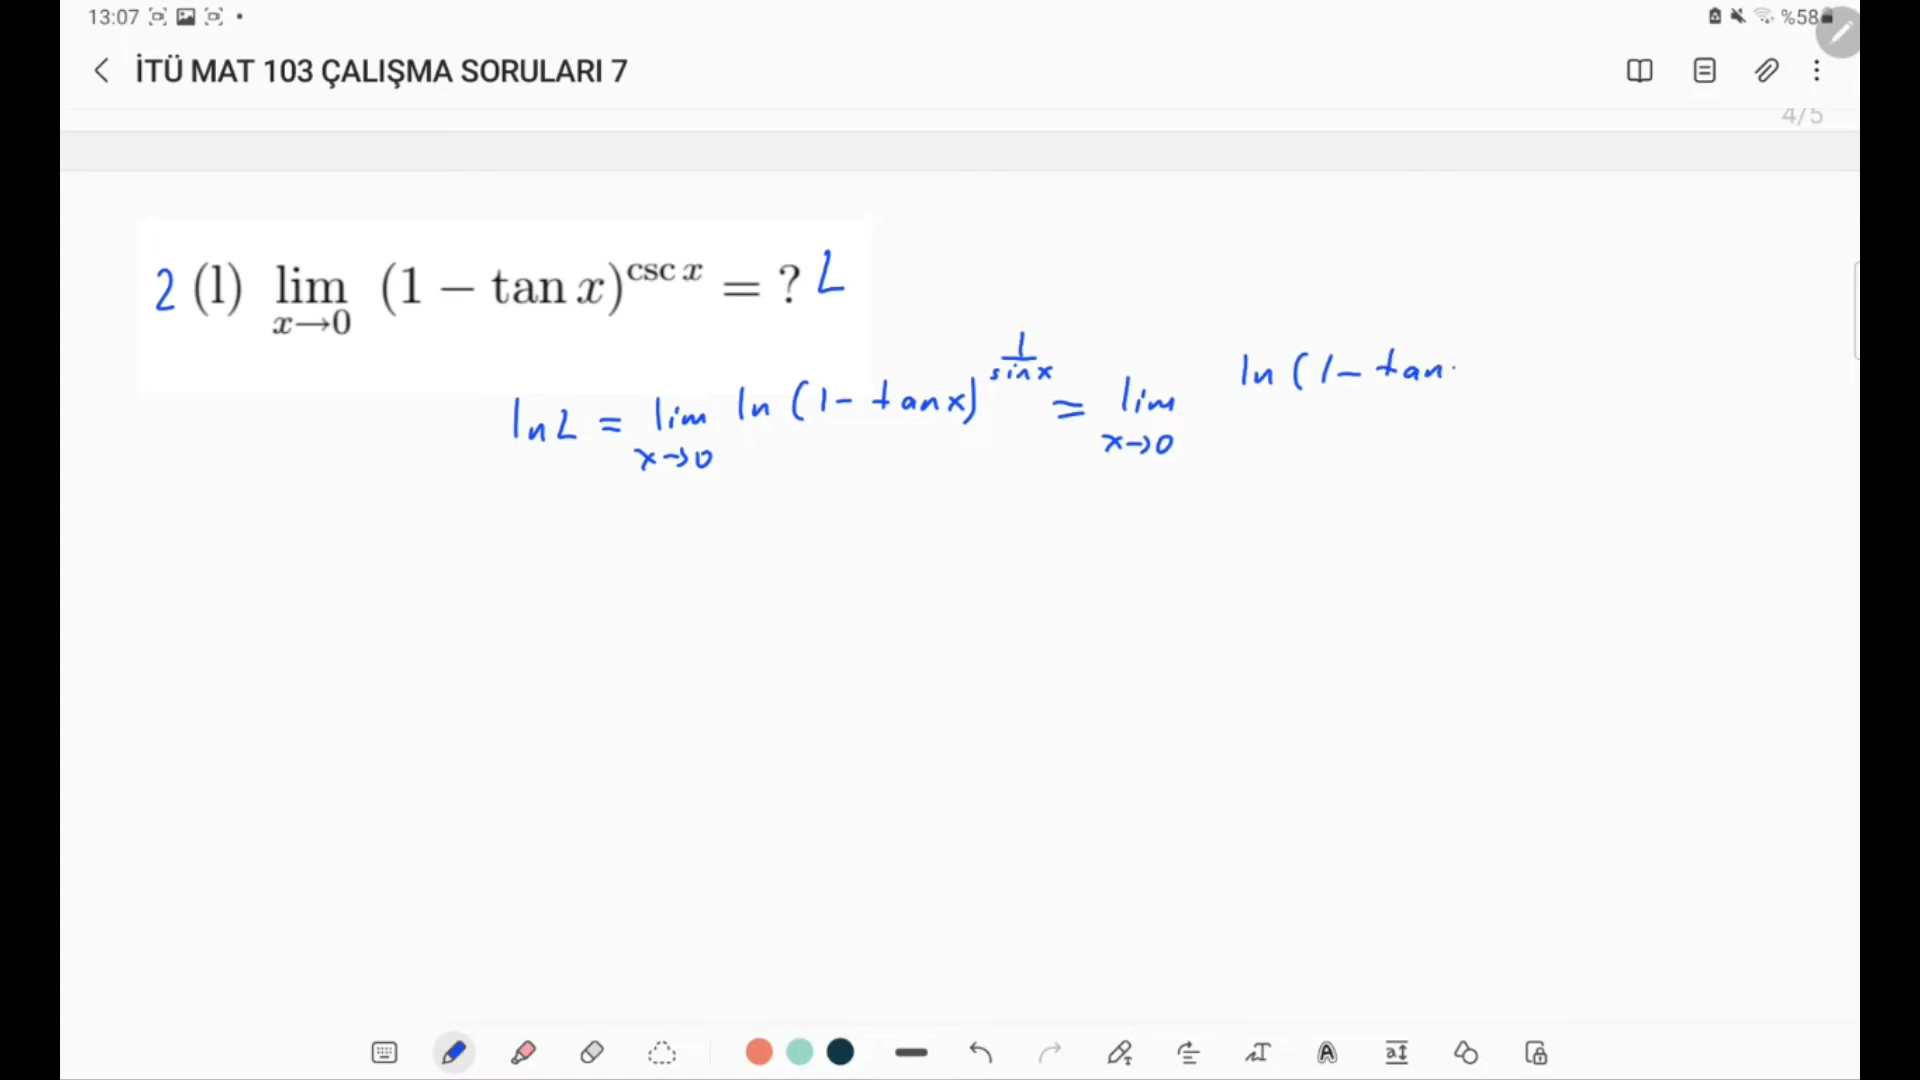 13:07 %58
İTÜ MAT 103 ÇALIŞMA SORULARI 7
4/5
2 (l) lim x→0 (1 − tan x)^csc x = ? L
ln L = lim x→0 ln (1 - tan x)^1/sin x = lim x→0 ln (1 - tan